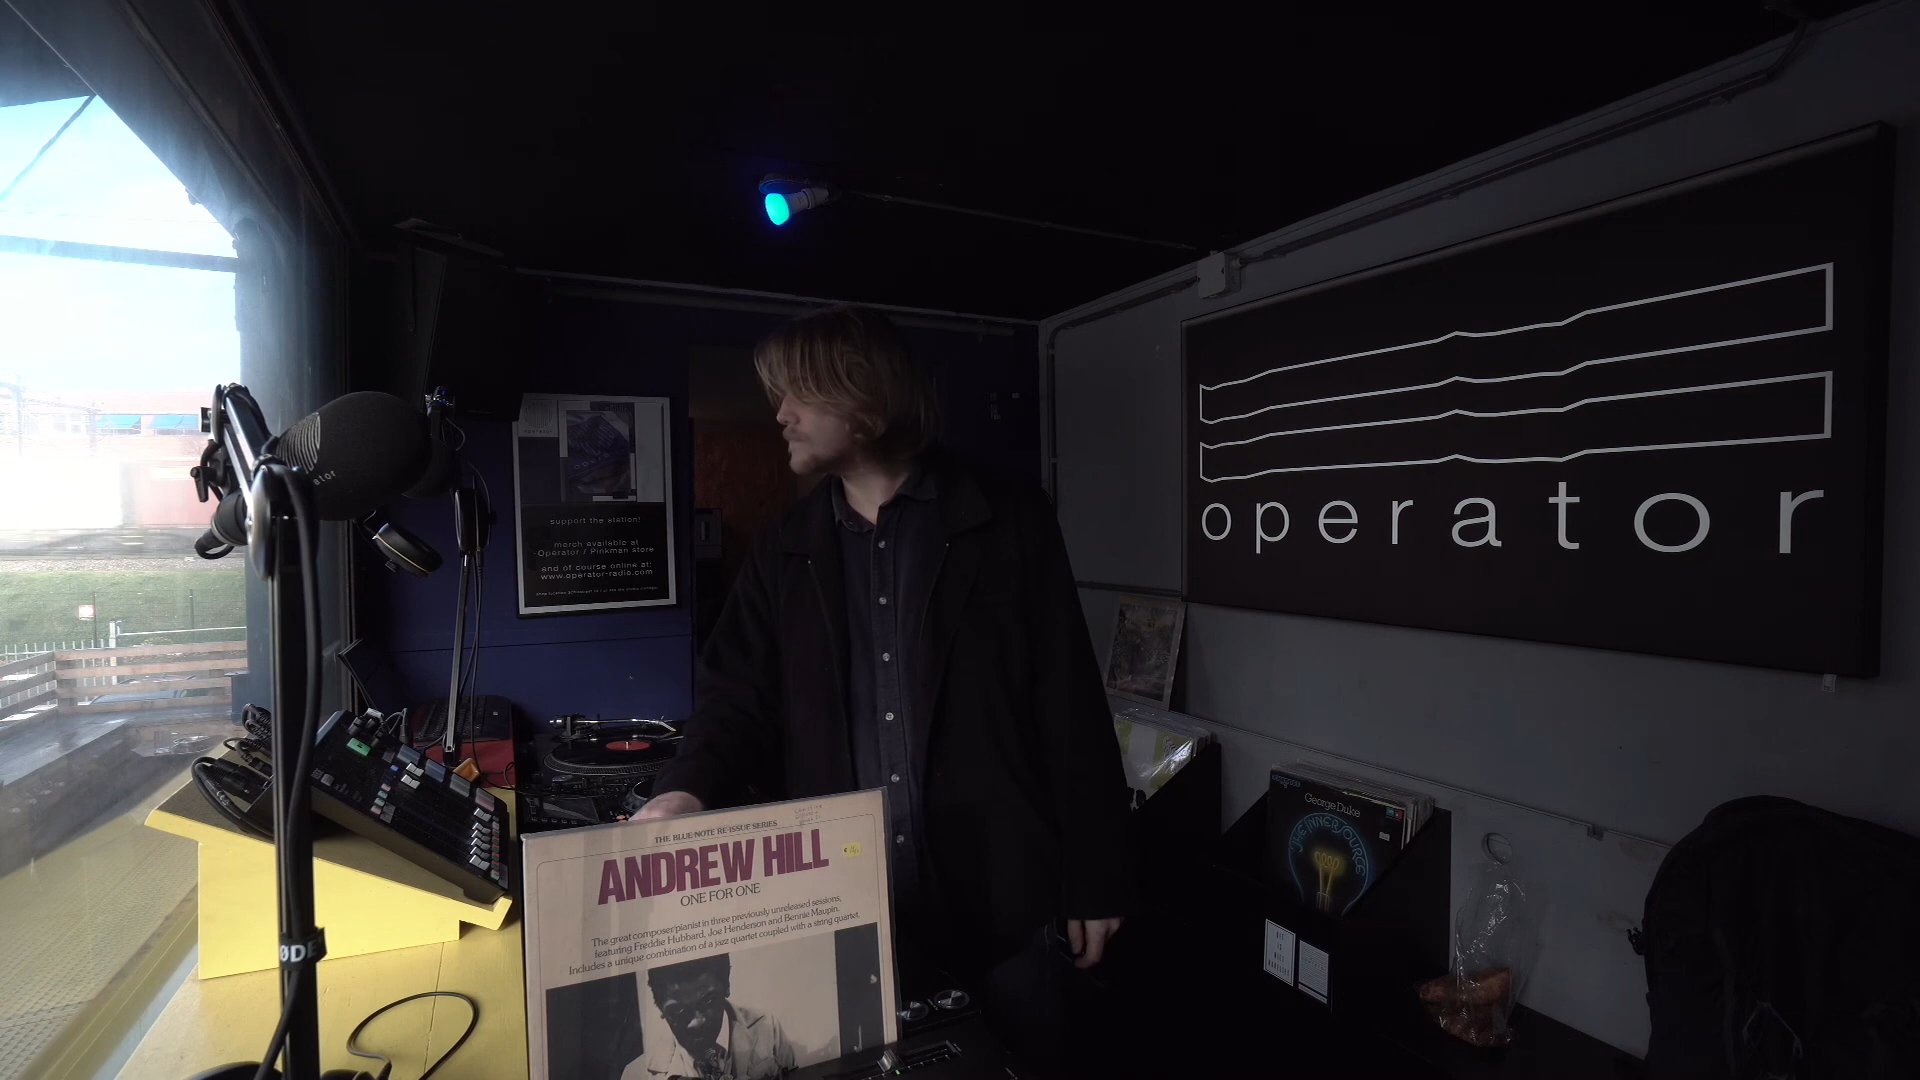 operator
operator
support the station!
merch available at
Operator / Pinkman store
and of course online at:
www.operator-radio.com
ator
RØDE
THE BLUE NOTE RE-ISSUE SERIES
ANDREW HILL
ONE FOR ONE
The great composer/pianist in three previously unreleased sessions,
featuring Freddie Hubbard, Joe Henderson and Bennie Maupin.
Includes a unique combination of a jazz quartet coupled with a string quartet.
George Duke
THE INNER SOURCE